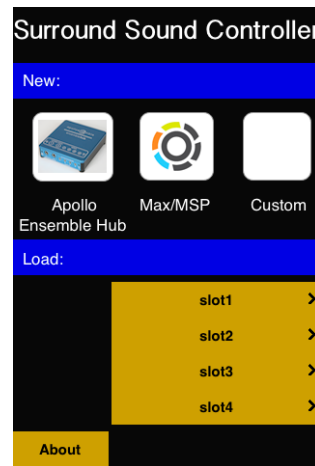 Surround Sound Controller
New:
Apollo Ensemble Hub
Max/MSP
Custom
Load:
slot1
slot2
slot3
slot4
About